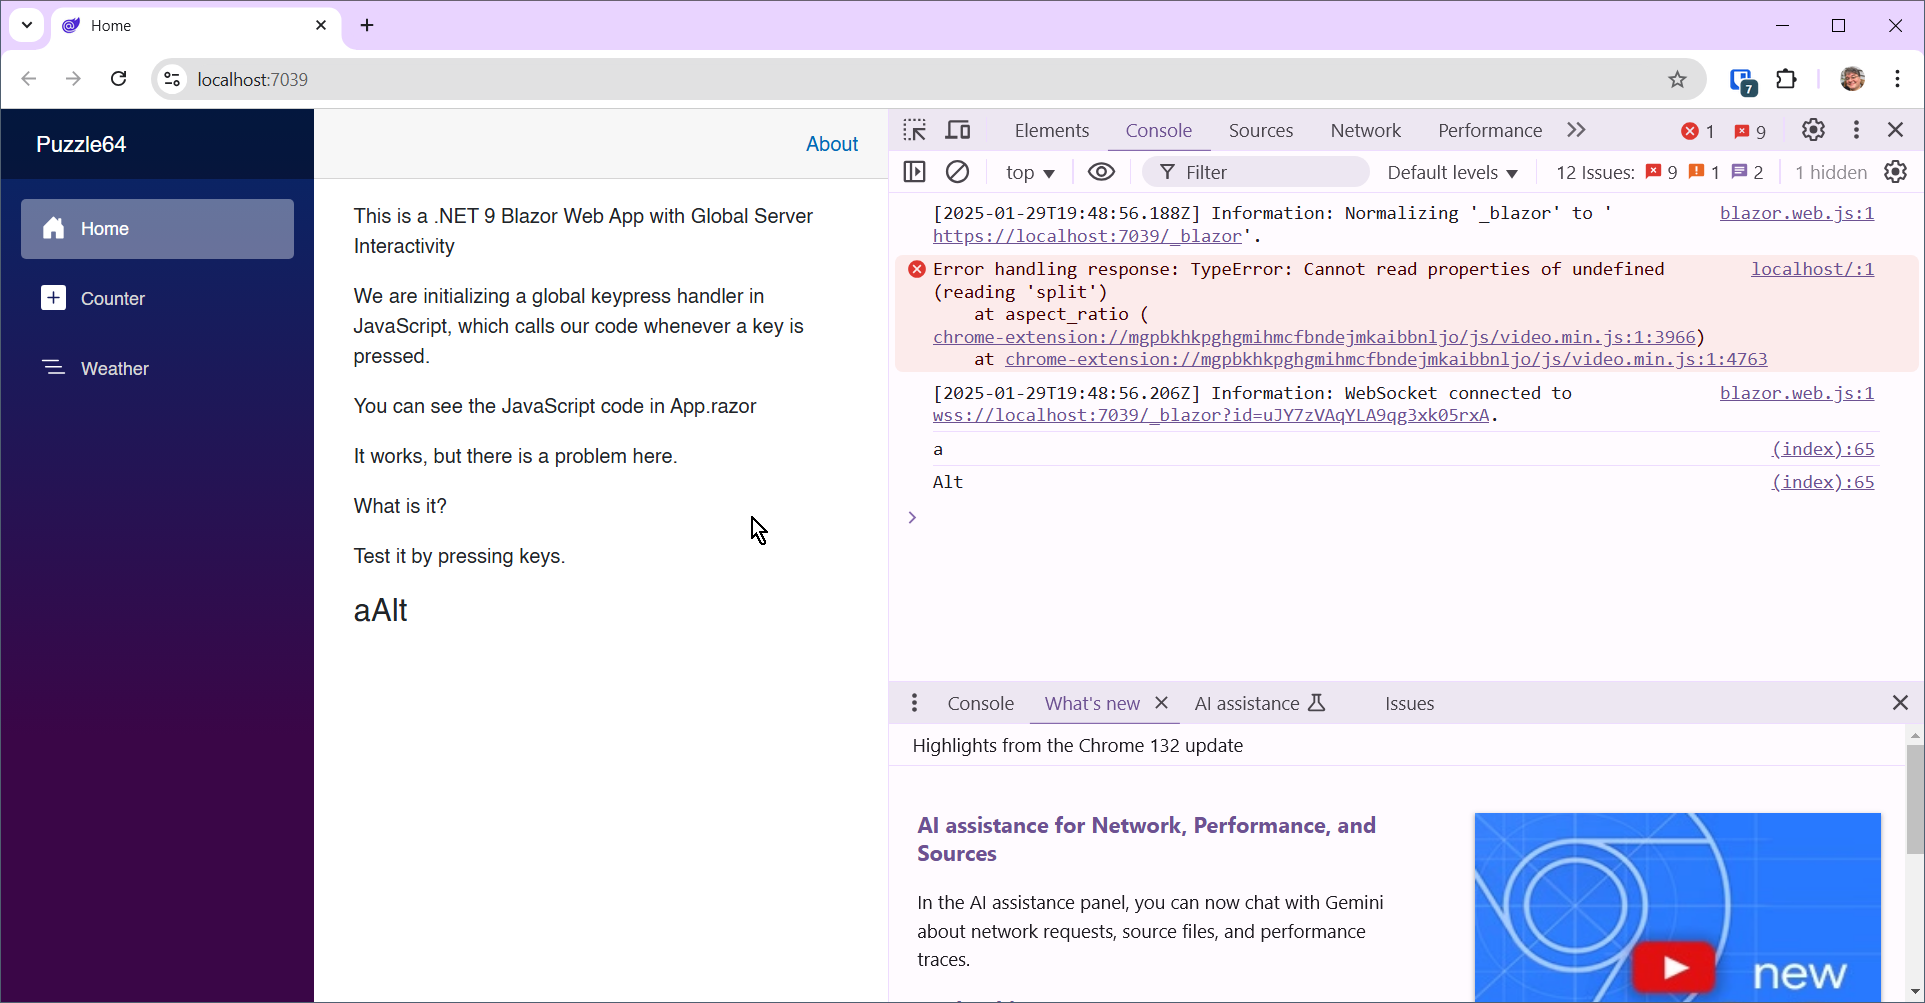 Home
localhost:7039
7
Puzzle64
Home
Counter
Weather
About
This is a .NET 9 Blazor Web App with Global Server
Interactivity
We are initializing a global keypress handler in
JavaScript, which calls our code whenever a key is
pressed.
You can see the JavaScript code in App.razor
It works, but there is a problem here.
What is it?
Test it by pressing keys.
aAlt
Elements Console Sources Network Performance 1 9
top Filter Default levels 12 Issues: 9 1 2 1 hidden
[2025-01-29T19:48:56.188Z] Information: Normalizing '_blazor' to ' blazor.web.js:1
https://localhost:7039/_blazor'.
Error handling response: TypeError: Cannot read properties of undefined localhost/:1
(reading 'split')
at aspect_ratio (
chrome-extension://mgpbkhkpghgmihmcfbndejmkaibbnljo/js/video.min.js:1:3966)
at chrome-extension://mgpbkhkpghgmihmcfbndejmkaibbnljo/js/video.min.js:1:4763
[2025-01-29T19:48:56.206Z] Information: WebSocket connected to blazor.web.js:1
wss://localhost:7039/_blazor?id=uJY7zVAqYLA9qg3xk05rxA.
a (index):65
Alt (index):65
Console What's new AI assistance Issues
Highlights from the Chrome 132 update
AI assistance for Network, Performance, and
Sources
In the AI assistance panel, you can now chat with Gemini
about network requests, source files, and performance
traces.
new